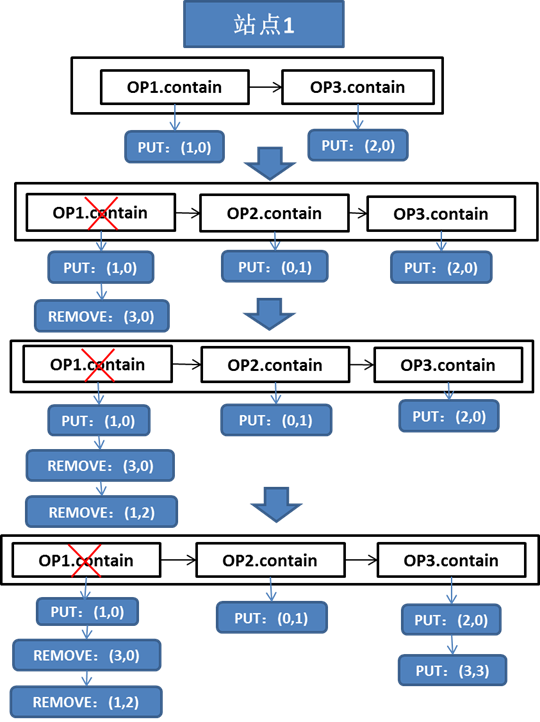 站点1
OP1.contain OP3.contain
PUT：(1,0) PUT：(2,0)
OP1.contain OP2.contain OP3.contain
PUT：(1,0) PUT：(0,1) PUT：(2,0)
REMOVE：(3,0)
OP1.contain OP2.contain OP3.contain
PUT：(1,0) PUT：(0,1) PUT：(2,0)
REMOVE：(3,0)
REMOVE：(1,2)
OP1.contain OP2.contain OP3.contain
PUT：(1,0) PUT：(0,1) PUT：(2,0)
REMOVE：(3,0) PUT：(3,3)
REMOVE：(1,2)